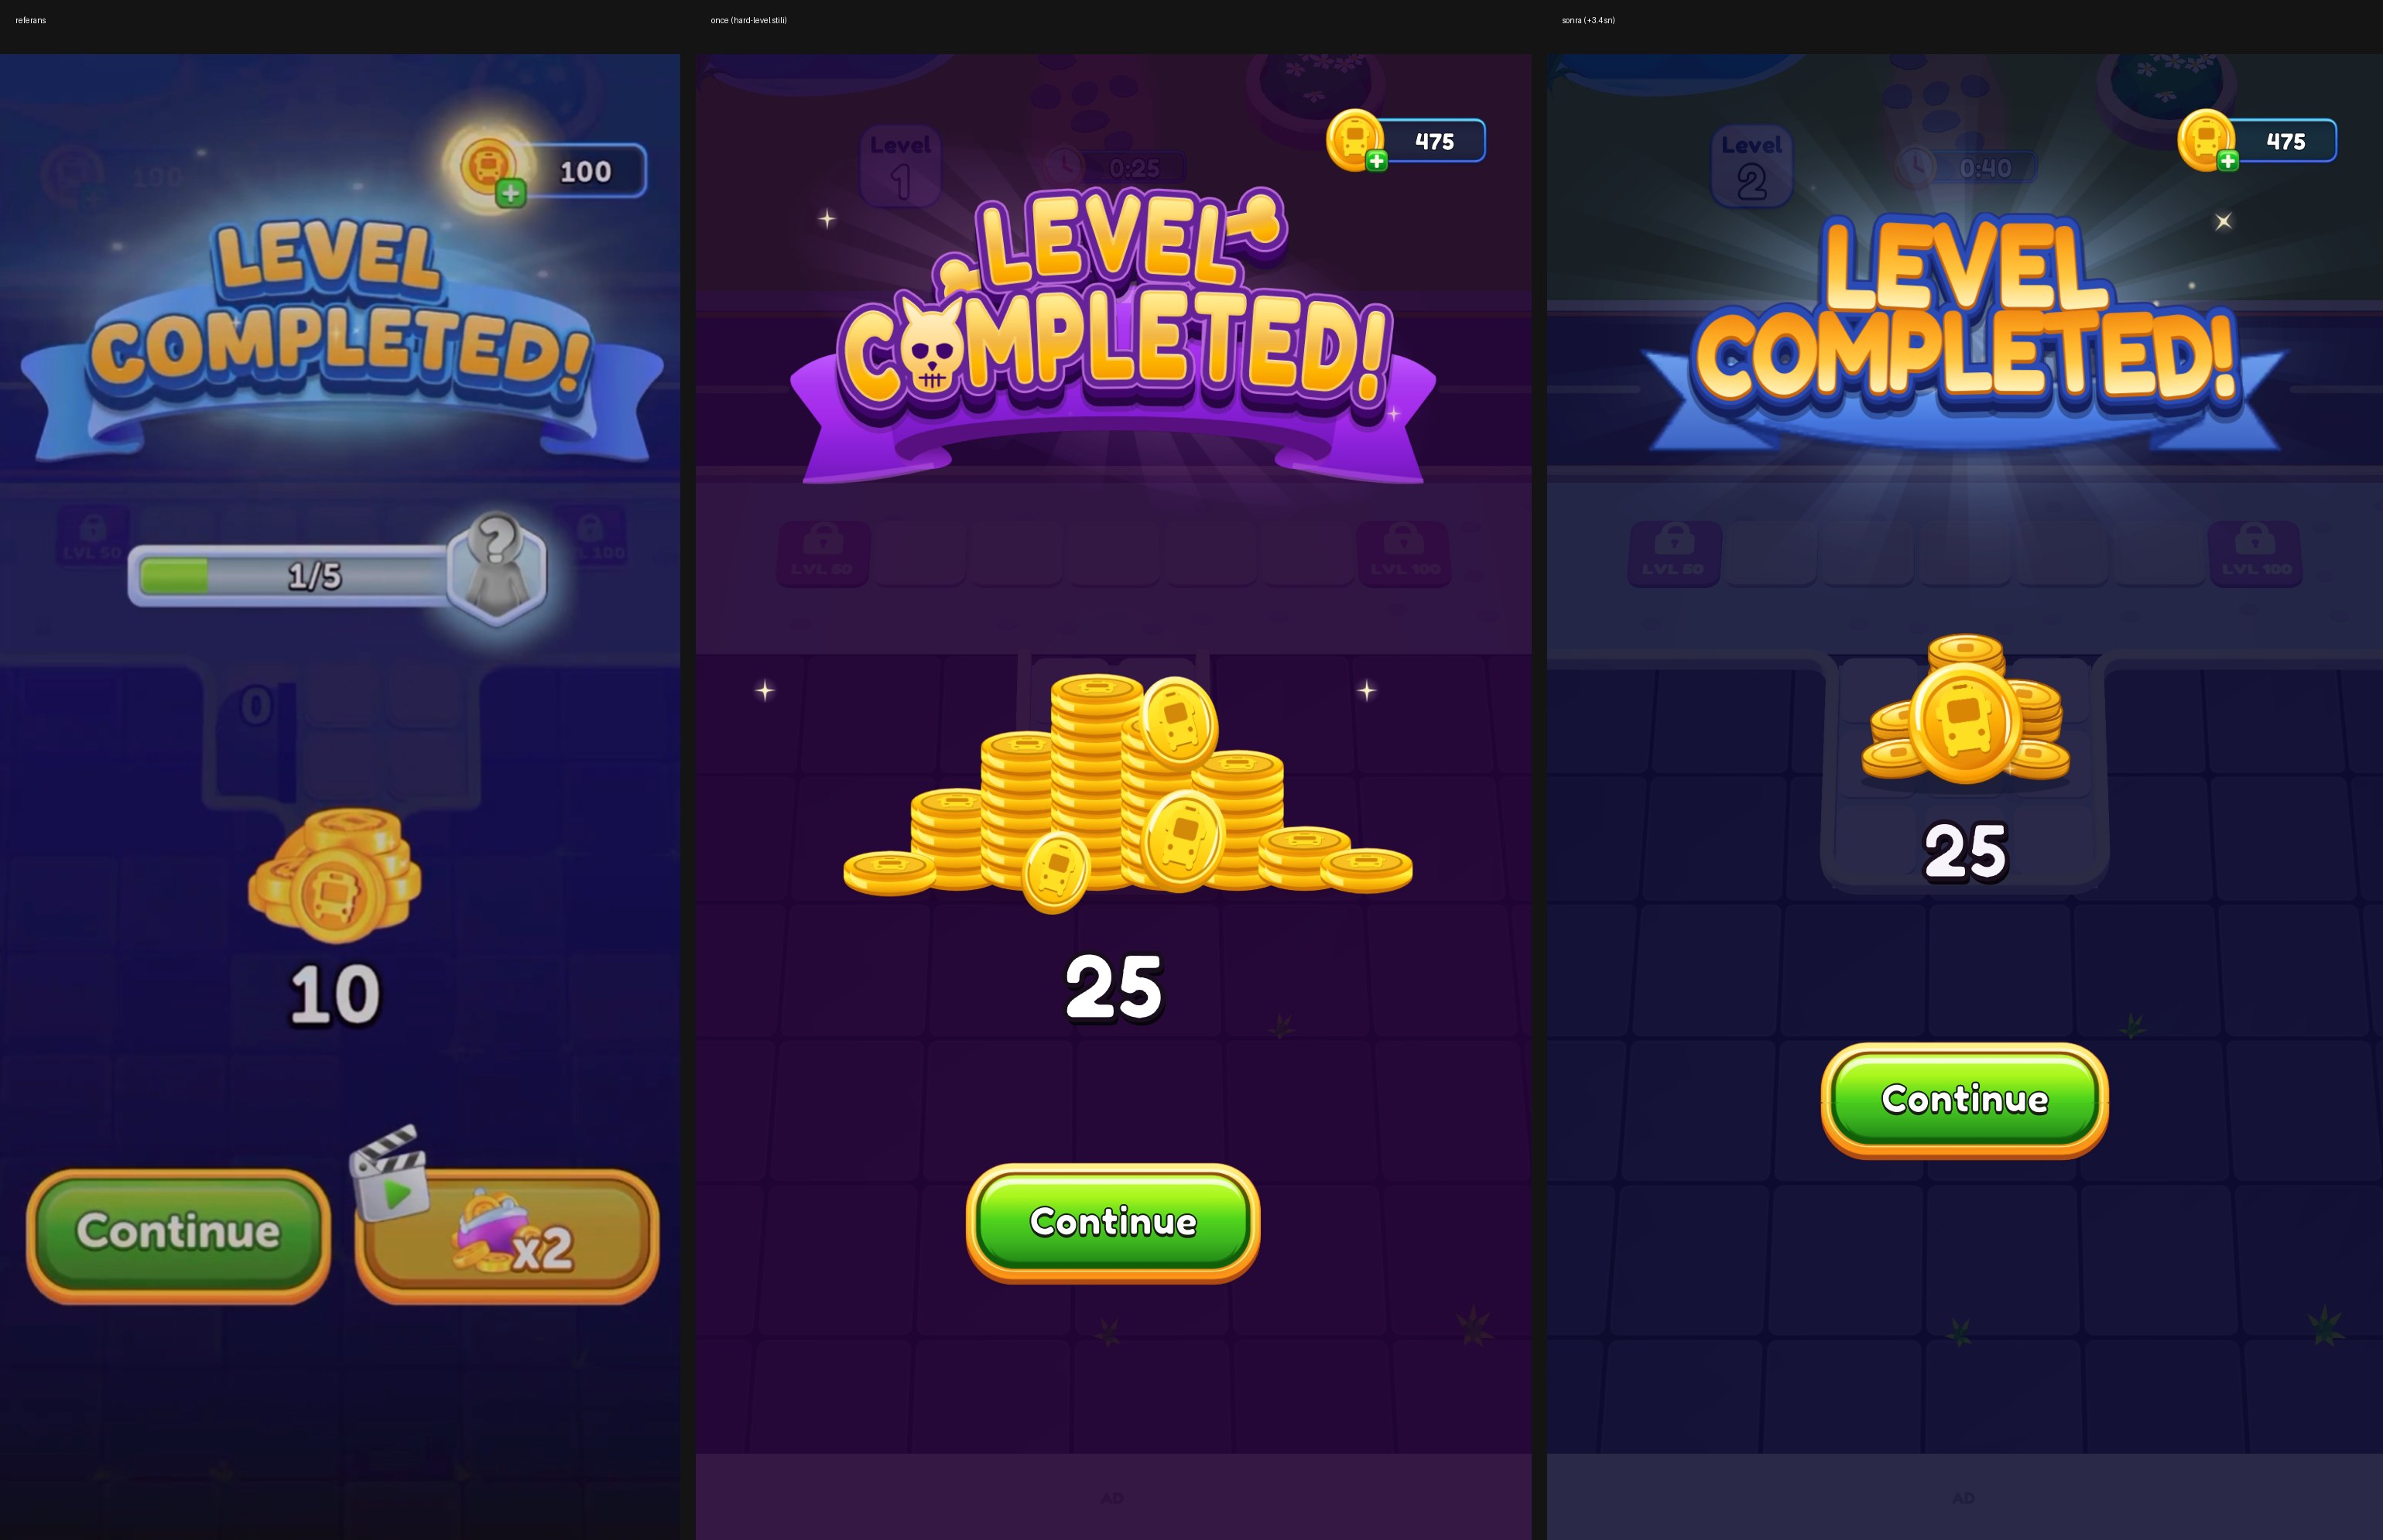 referans
100
100
LEVEL
COMPLETED!
LVL 50
LVL 100
1/5
?
0
10
Continue
x2
once (hard-level stili)
Level
1
0:25
475
LEVEL
COMPLETED!
LVL 50
LVL 100
25
Continue
AD
sonra (+3.4 sn)
Level
2
0:40
475
LEVEL
COMPLETED!
LVL 50
LVL 100
25
Continue
AD